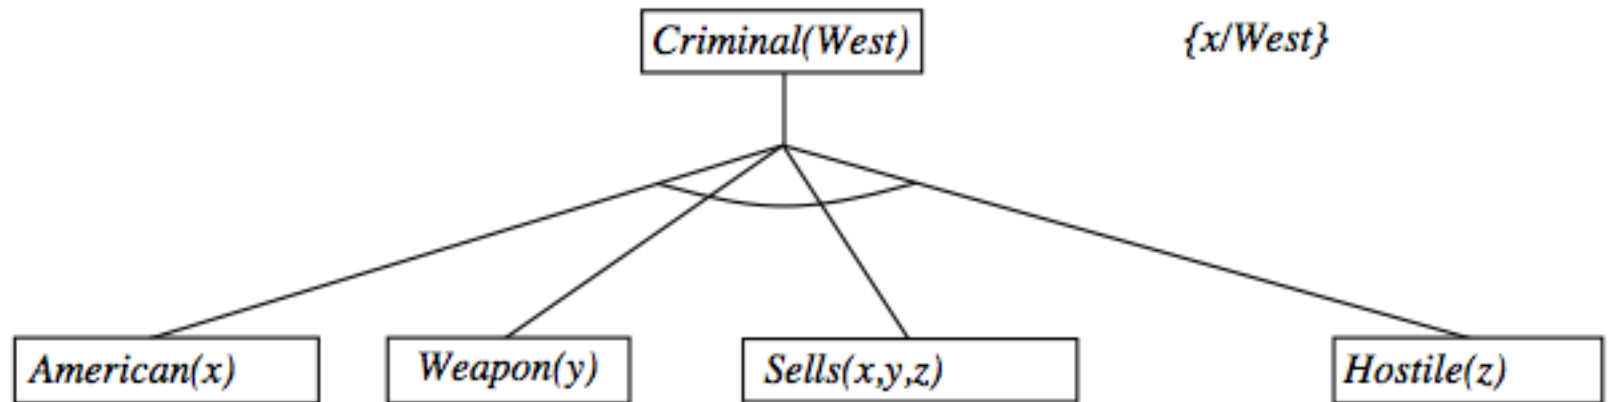 Criminal(West)
{x/West}
American(x)
Weapon(y)
Sells(x,y,z)
Hostile(z)